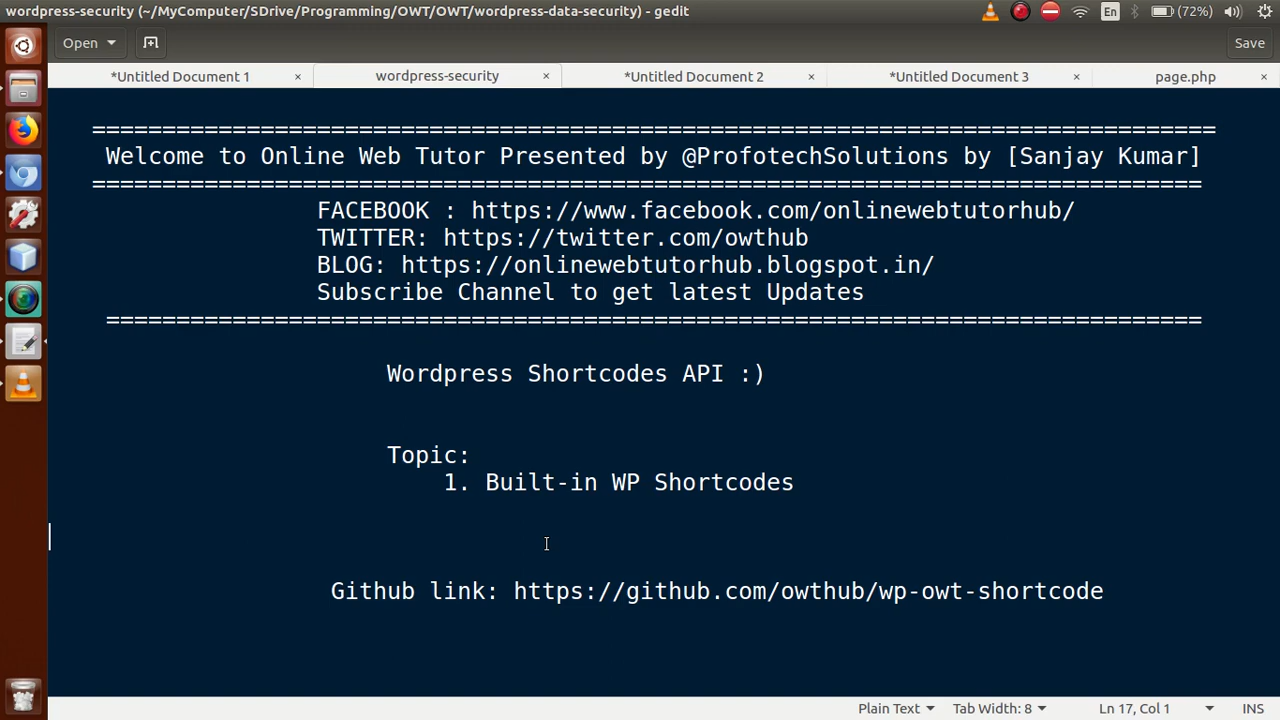 wordpress-security (~/MyComputer/SDrive/Programming/OWT/OWT/wordpress-data-security) - gedit
En (72%)
Open Save
*Untitled Document 1 × wordpress-security × *Untitled Document 2 × *Untitled Document 3 × page.php ×
================================================================================
Welcome to Online Web Tutor Presented by @ProfotechSolutions by [Sanjay Kumar]
===============================================================================
FACEBOOK : https://www.facebook.com/onlinewebtutorhub/
TWITTER: https://twitter.com/owthub
BLOG: https://onlinewebtutorhub.blogspot.in/
Subscribe Channel to get latest Updates
==============================================================================
Wordpress Shortcodes API :)
Topic:
1. Built-in WP Shortcodes
Github link: https://github.com/owthub/wp-owt-shortcode
Plain Text Tab Width: 8 Ln 17, Col 1 INS